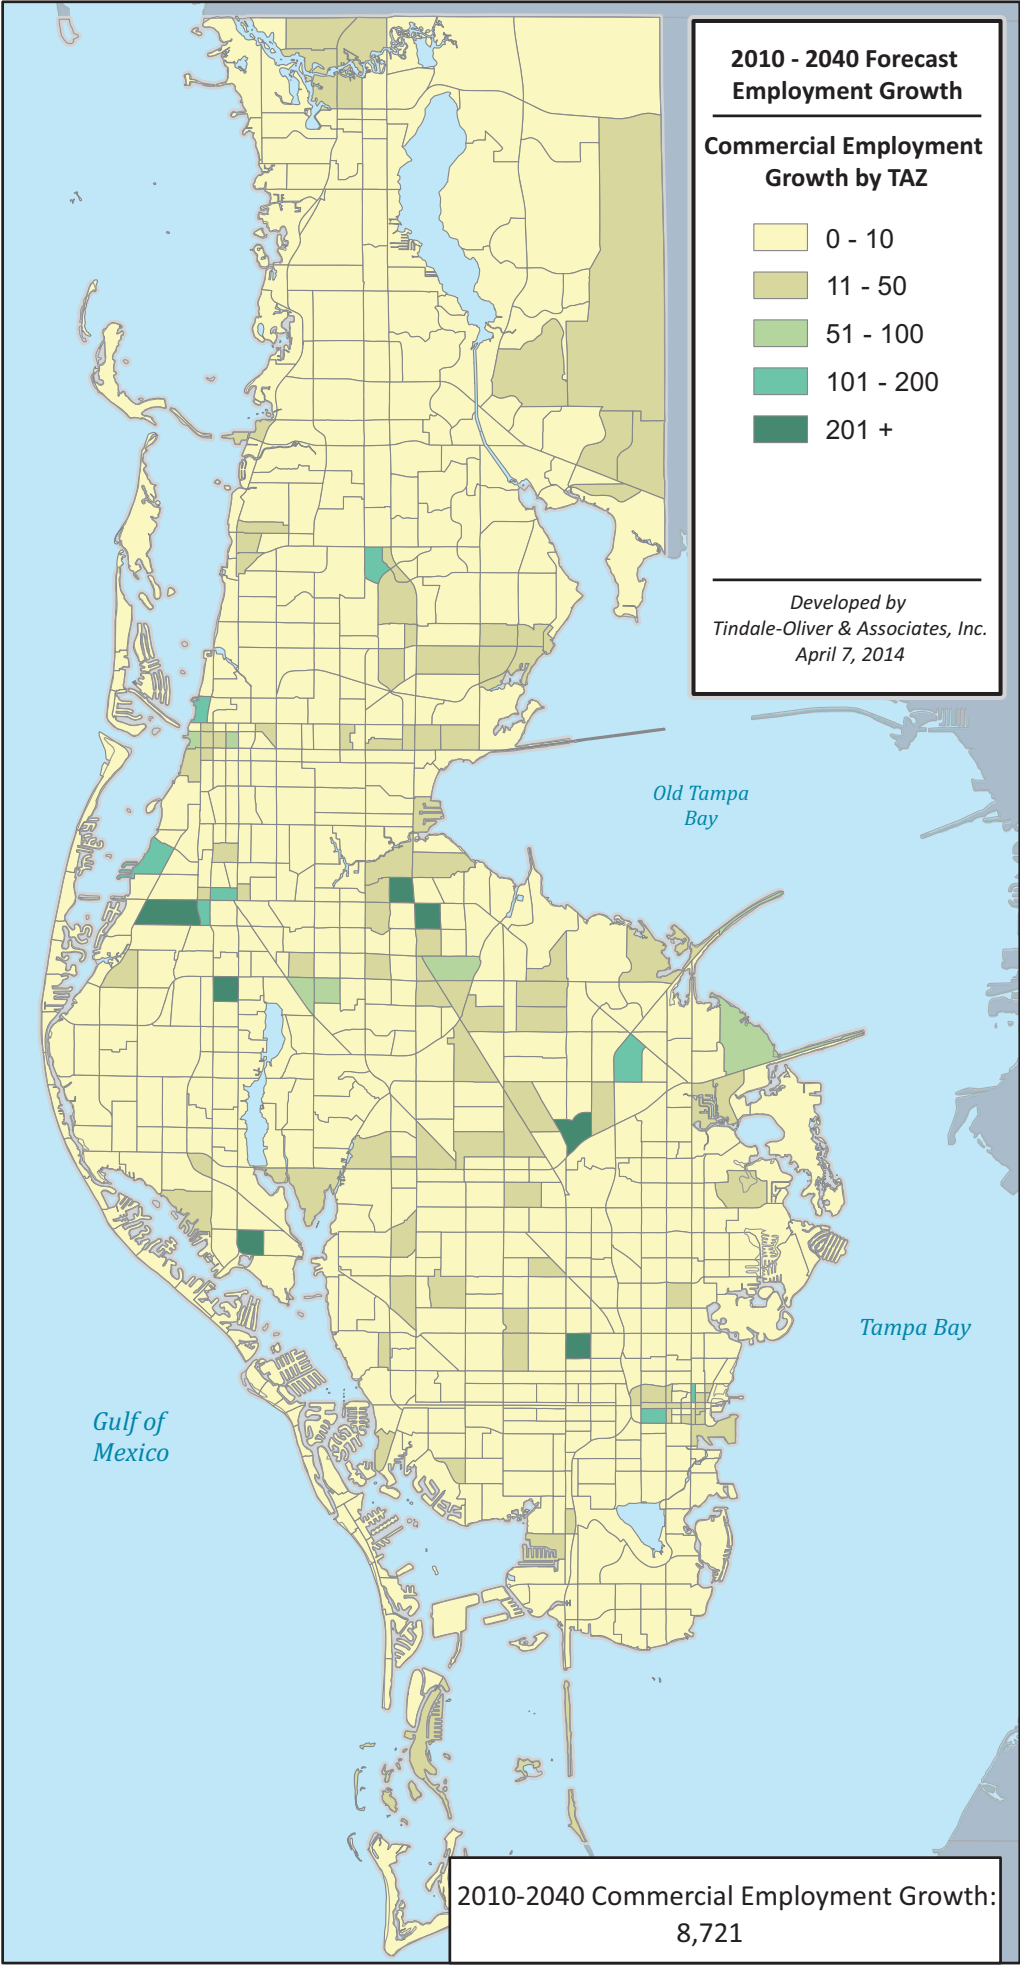 2010 - 2040 Forecast
Employment Growth
Commercial Employment
Growth by TAZ
0 - 10
11 - 50
51 - 100
101 - 200
201 +
Developed by
Tindale-Oliver & Associates, Inc.
April 7, 2014
Old Tampa
Bay
Tampa Bay
Gulf of
Mexico
2010-2040 Commercial Employment Growth:
8,721